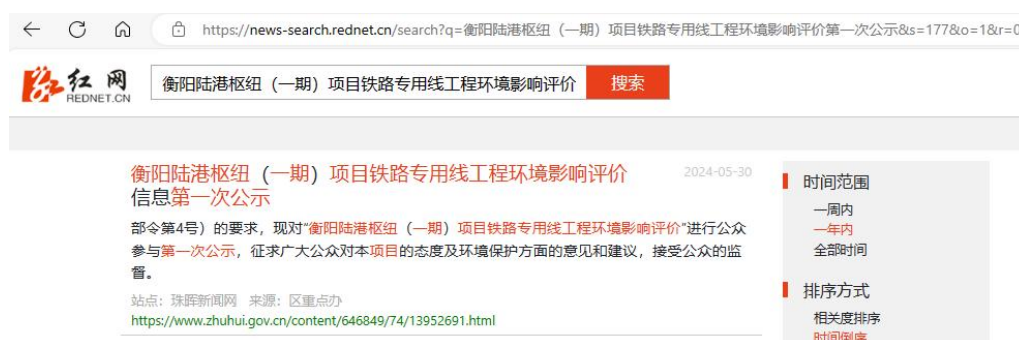 https://news-search.rednet.cn/search?q=衡阳陆港枢纽（一期）项目铁路专用线工程环境影响评价第一次公示&s=177&o=1&r=0
红网
REDNET.CN
衡阳陆港枢纽（一期）项目铁路专用线工程环境影响评价
搜索
衡阳陆港枢纽（一期）项目铁路专用线工程环境影响评价
信息第一次公示
2024-05-30
部令第4号）的要求，现对“衡阳陆港枢纽（一期）项目铁路专用线工程环境影响评价”进行公众
参与第一次公示，征求广大公众对本项目的态度及环境保护方面的意见和建议，接受公众的监
督。
站点：珠晖新闻网 来源：区重点办
https://www.zhuhui.gov.cn/content/646849/74/13952691.html
时间范围
一周内
一年内
全部时间
排序方式
相关度排序
时间倒序